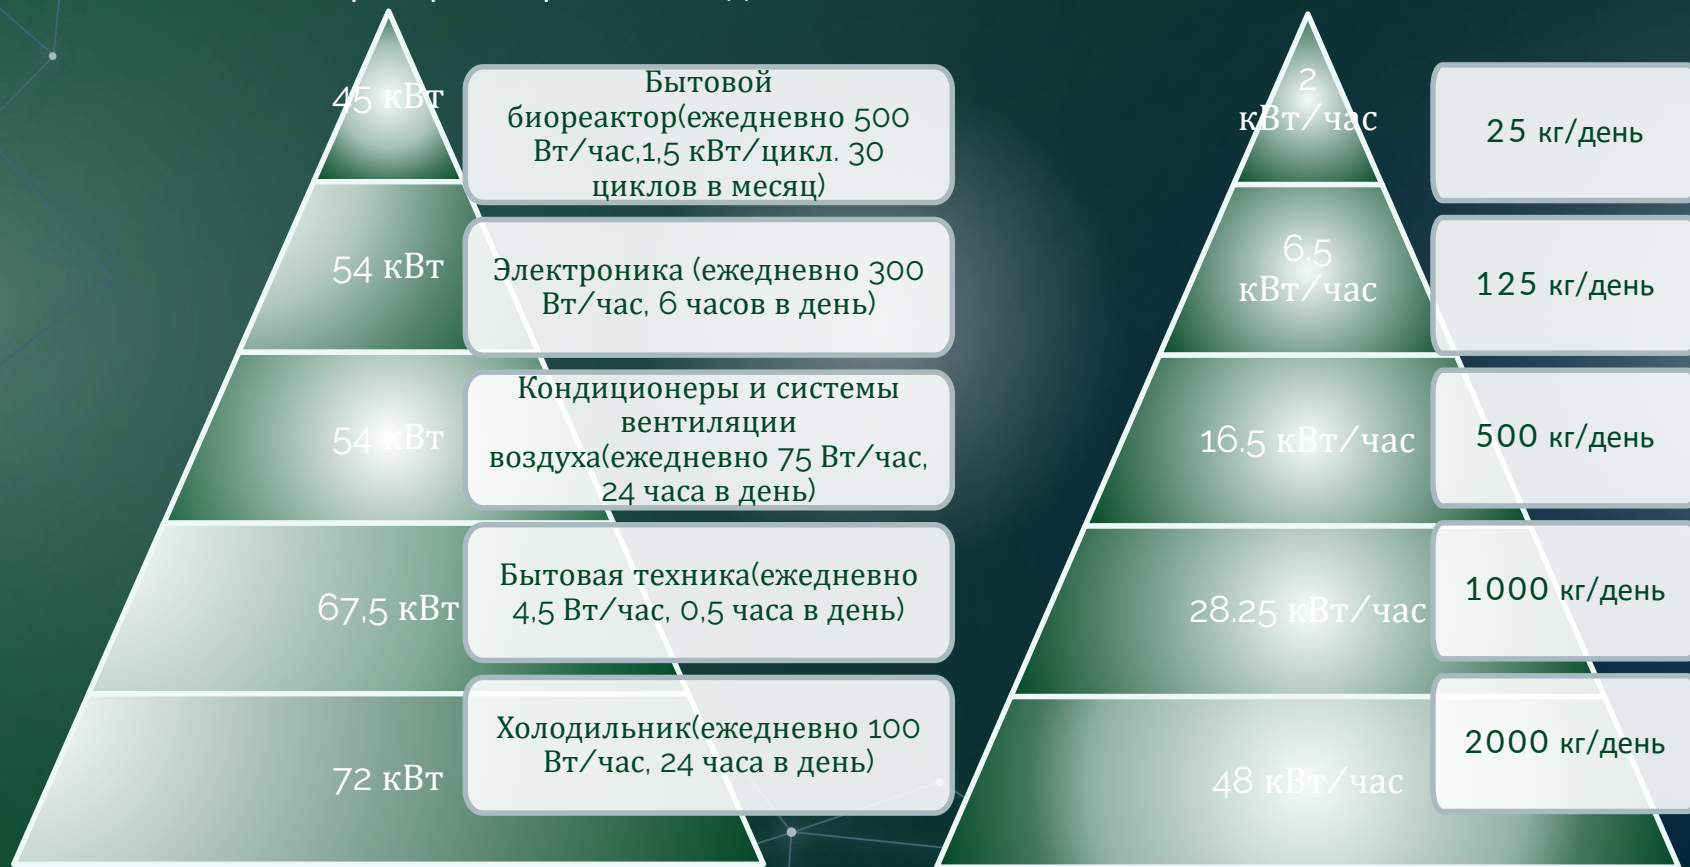 45 кВт
Бытовой
биореактор(ежедневно 500
Вт/час,1,5 кВт/цикл. 30
циклов в месяц)
54 кВт
Электроника (ежедневно 300
Вт/час, 6 часов в день)
54 кВт
Кондиционеры и системы
вентиляции
воздуха(ежедневно 75 Вт/час,
24 часа в день)
67,5 кВт
Бытовая техника(ежедневно
4,5 Вт/час, 0,5 часа в день)
72 кВт
Холодильник(ежедневно 100
Вт/час, 24 часа в день)
2
кВт/час
25 кг/день
6.5
кВт/час
125 кг/день
16.5 кВт/час
500 кг/день
28.25 кВт/час
1000 кг/день
48 кВт/час
2000 кг/день